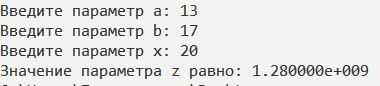 Введите параметр a: 13
Введите параметр b: 17
Введите параметр x: 20
Значение параметра z равно: 1.280000e+009